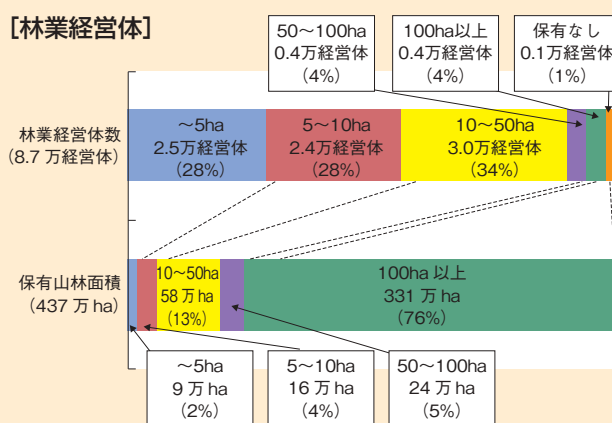 [林業経営体]
50～100ha
0.4万経営体
(4%)
100ha以上
0.4万経営体
(4%)
保有なし
0.1万経営体
(1%)
林業経営体数
(8.7 万経営体)
～5ha
2.5万経営体
(28%)
5～10ha
2.4万経営体
(28%)
10～50ha
3.0万経営体
(34%)
保有山林面積
(437 万 ha)
10～50ha
58 万 ha
(13%)
100ha 以上
331 万 ha
(76%)
～5ha
9 万 ha
(2%)
5～10ha
16 万 ha
(4%)
50～100ha
24 万 ha
(5%)